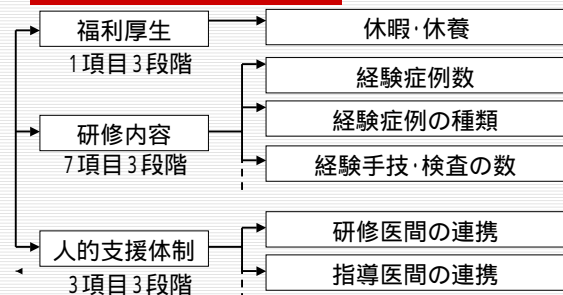 福利厚生
1項目3段階
休暇･休養
研修内容
7項目3段階
経験症例数
経験症例の種類
経験手技･検査の数
人的支援体制
3項目3段階
研修医間の連携
指導医間の連携